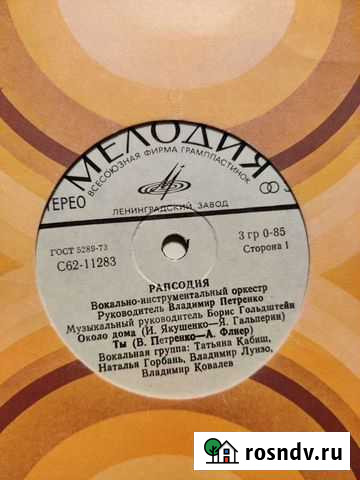 МЕЛОДИЯ
ВСЕСОЮЗНАЯ ФИРМА ГРАМПЛАСТИНОК
ТЕРЕО
ЛЕНИНГРАДСКИЙ ЗАВОД
ГОСТ 5289-73
3 гр 0-85
С62-11283
Сторона 1
РАПСОДИЯ
Вокально-инструментальный оркестр
Руководитель Владимир Петренко
Музыкальный руководитель Борис Гольдштейн
Около дома (И. Якушенко—Я. Гальперин)
Ты (В. Петренко—А. Флиер)
Вокальная группа: Татьяна Кабиш,
Наталья Горбань, Владимир Луизо,
Владимир Ковалев
rosndv.ru